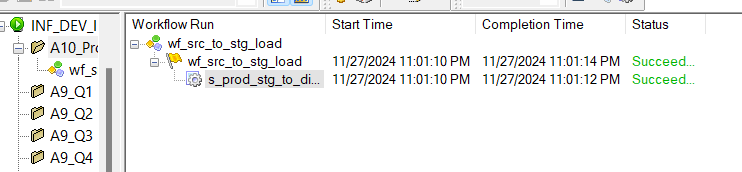 Workflow Run Start Time Completion Time Status
INF_DEV_I
wf_src_to_stg_load
A10_Pro
wf_src_to_stg_load 11/27/2024 11:01:10 PM 11/27/2024 11:01:14 PM Succeed...
wf_s
s_prod_stg_to_di... 11/27/2024 11:01:10 PM 11/27/2024 11:01:12 PM Succeed...
A9_Q1
A9_Q2
A9_Q3
A9_Q4